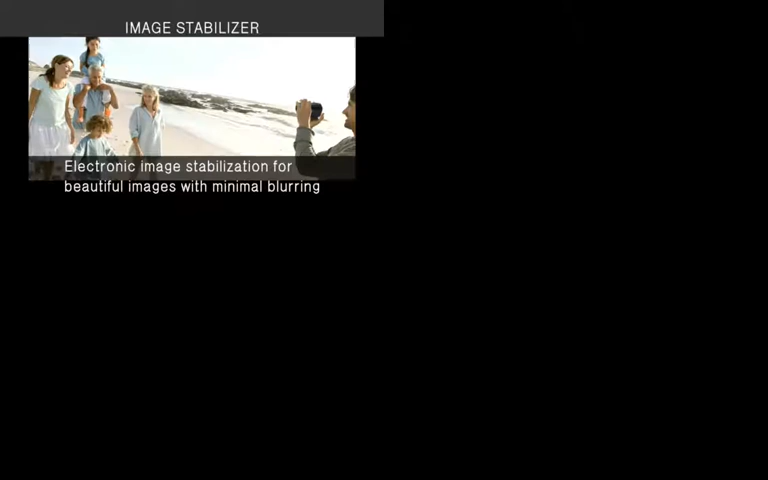 IMAGE STABILIZER
Electronic image stabilization for
beautiful images with minimal blurring